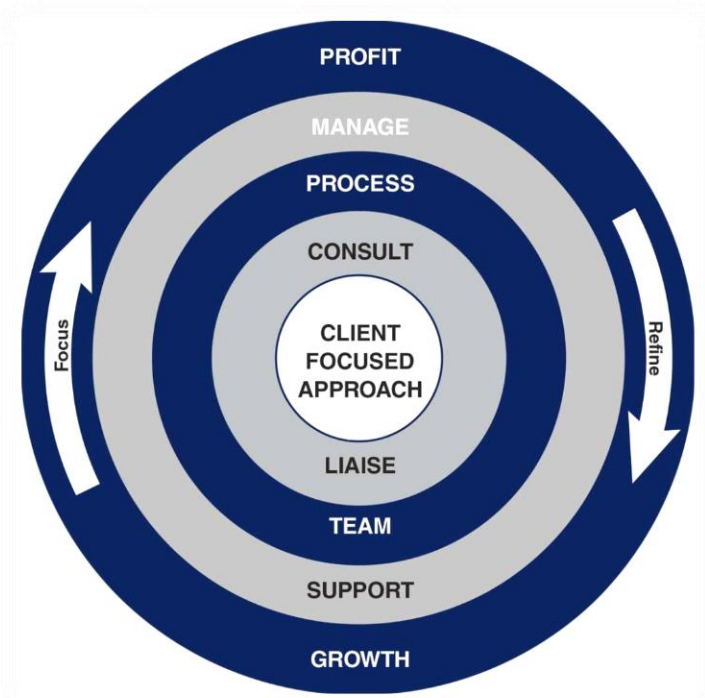 PROFIT
MANAGE
PROCESS
CONSULT
CLIENT
FOCUSED
APPROACH
Focus
Refine
LIAISE
TEAM
SUPPORT
GROWTH